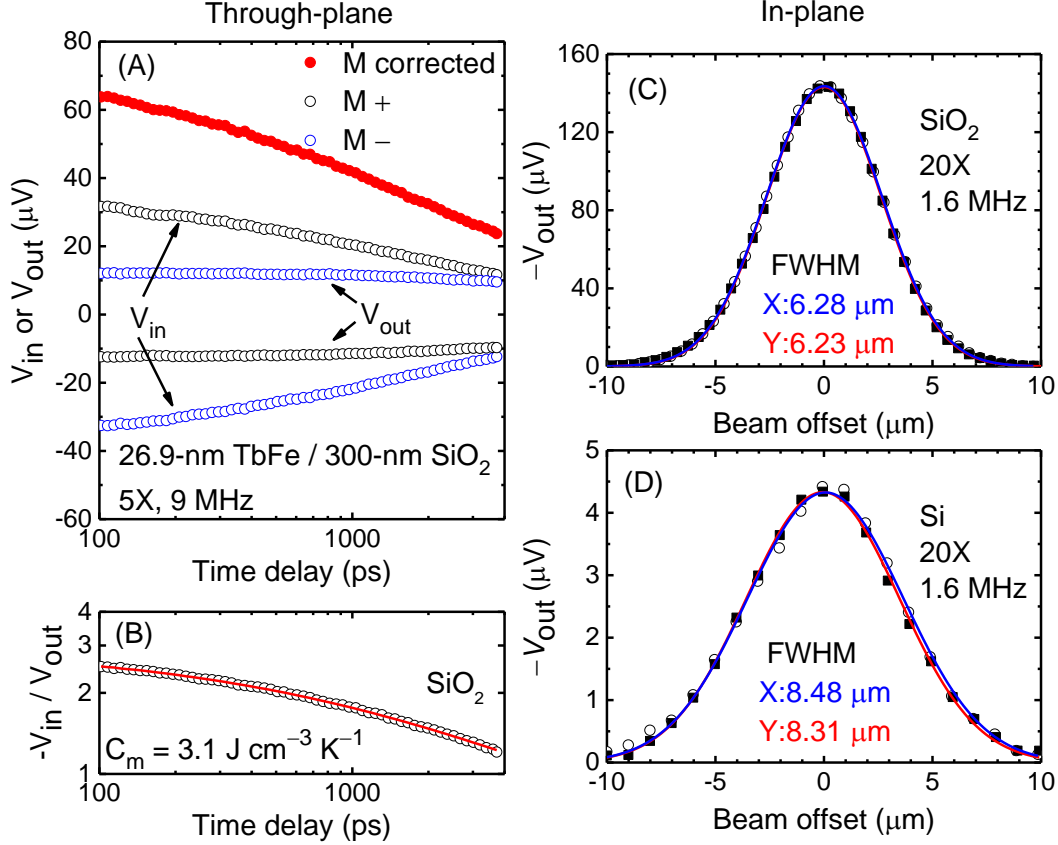 Through-plane
In-plane
(A)
80
60
40
20
0
-20
-40
-60
V_in or V_out (μV)
M corrected
M +
M −
V_in
V_out
26.9-nm TbFe / 300-nm SiO₂
5X, 9 MHz
100
1000
Time delay (ps)
(B)
4
3
2
1
-V_in / V_out
SiO₂
C_m = 3.1 J cm⁻³ K⁻¹
100
1000
Time delay (ps)
(C)
160
120
80
40
0
−V_out (μV)
SiO₂
20X
1.6 MHz
FWHM
X:6.28 μm
Y:6.23 μm
-10
-5
0
5
10
Beam offset (μm)
(D)
5
4
3
2
1
0
−V_out (μV)
Si
20X
1.6 MHz
FWHM
X:8.48 μm
Y:8.31 μm
-10
-5
0
5
10
Beam offset (μm)